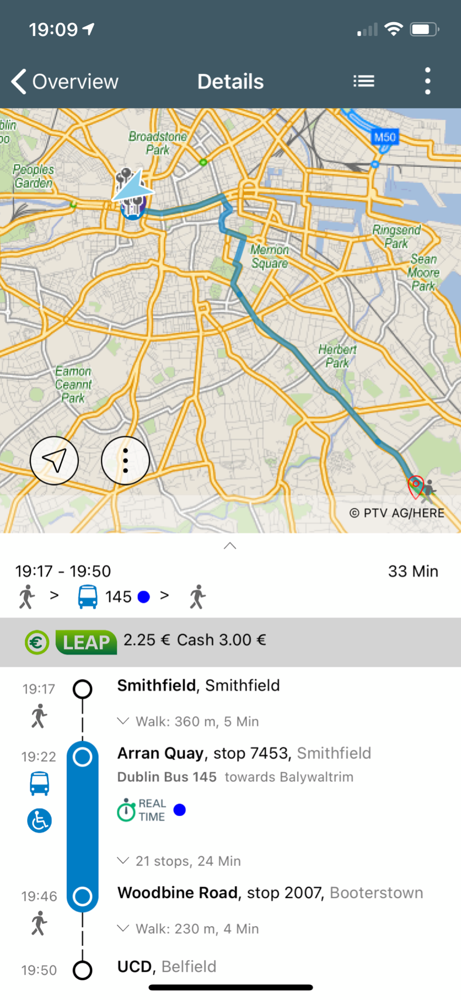 19:09
Overview
Details
blin
oo
Broadstone
Park
M50
Peoples
Garden
Ringsend
Park
Merrion
Square
Sean
Moore
Park
Herbert
Park
Eamon
Ceannt
Park
© PTV AG/HERE
19:17 - 19:50
33 Min
> 145 >
€ LEAP 2.25 € Cash 3.00 €
19:17 Smithfield, Smithfield
Walk: 360 m, 5 Min
19:22 Arran Quay, stop 7453, Smithfield
Dublin Bus 145 towards Balywaltrim
REAL
TIME
21 stops, 24 Min
19:46 Woodbine Road, stop 2007, Booterstown
Walk: 230 m, 4 Min
19:50 UCD, Belfield